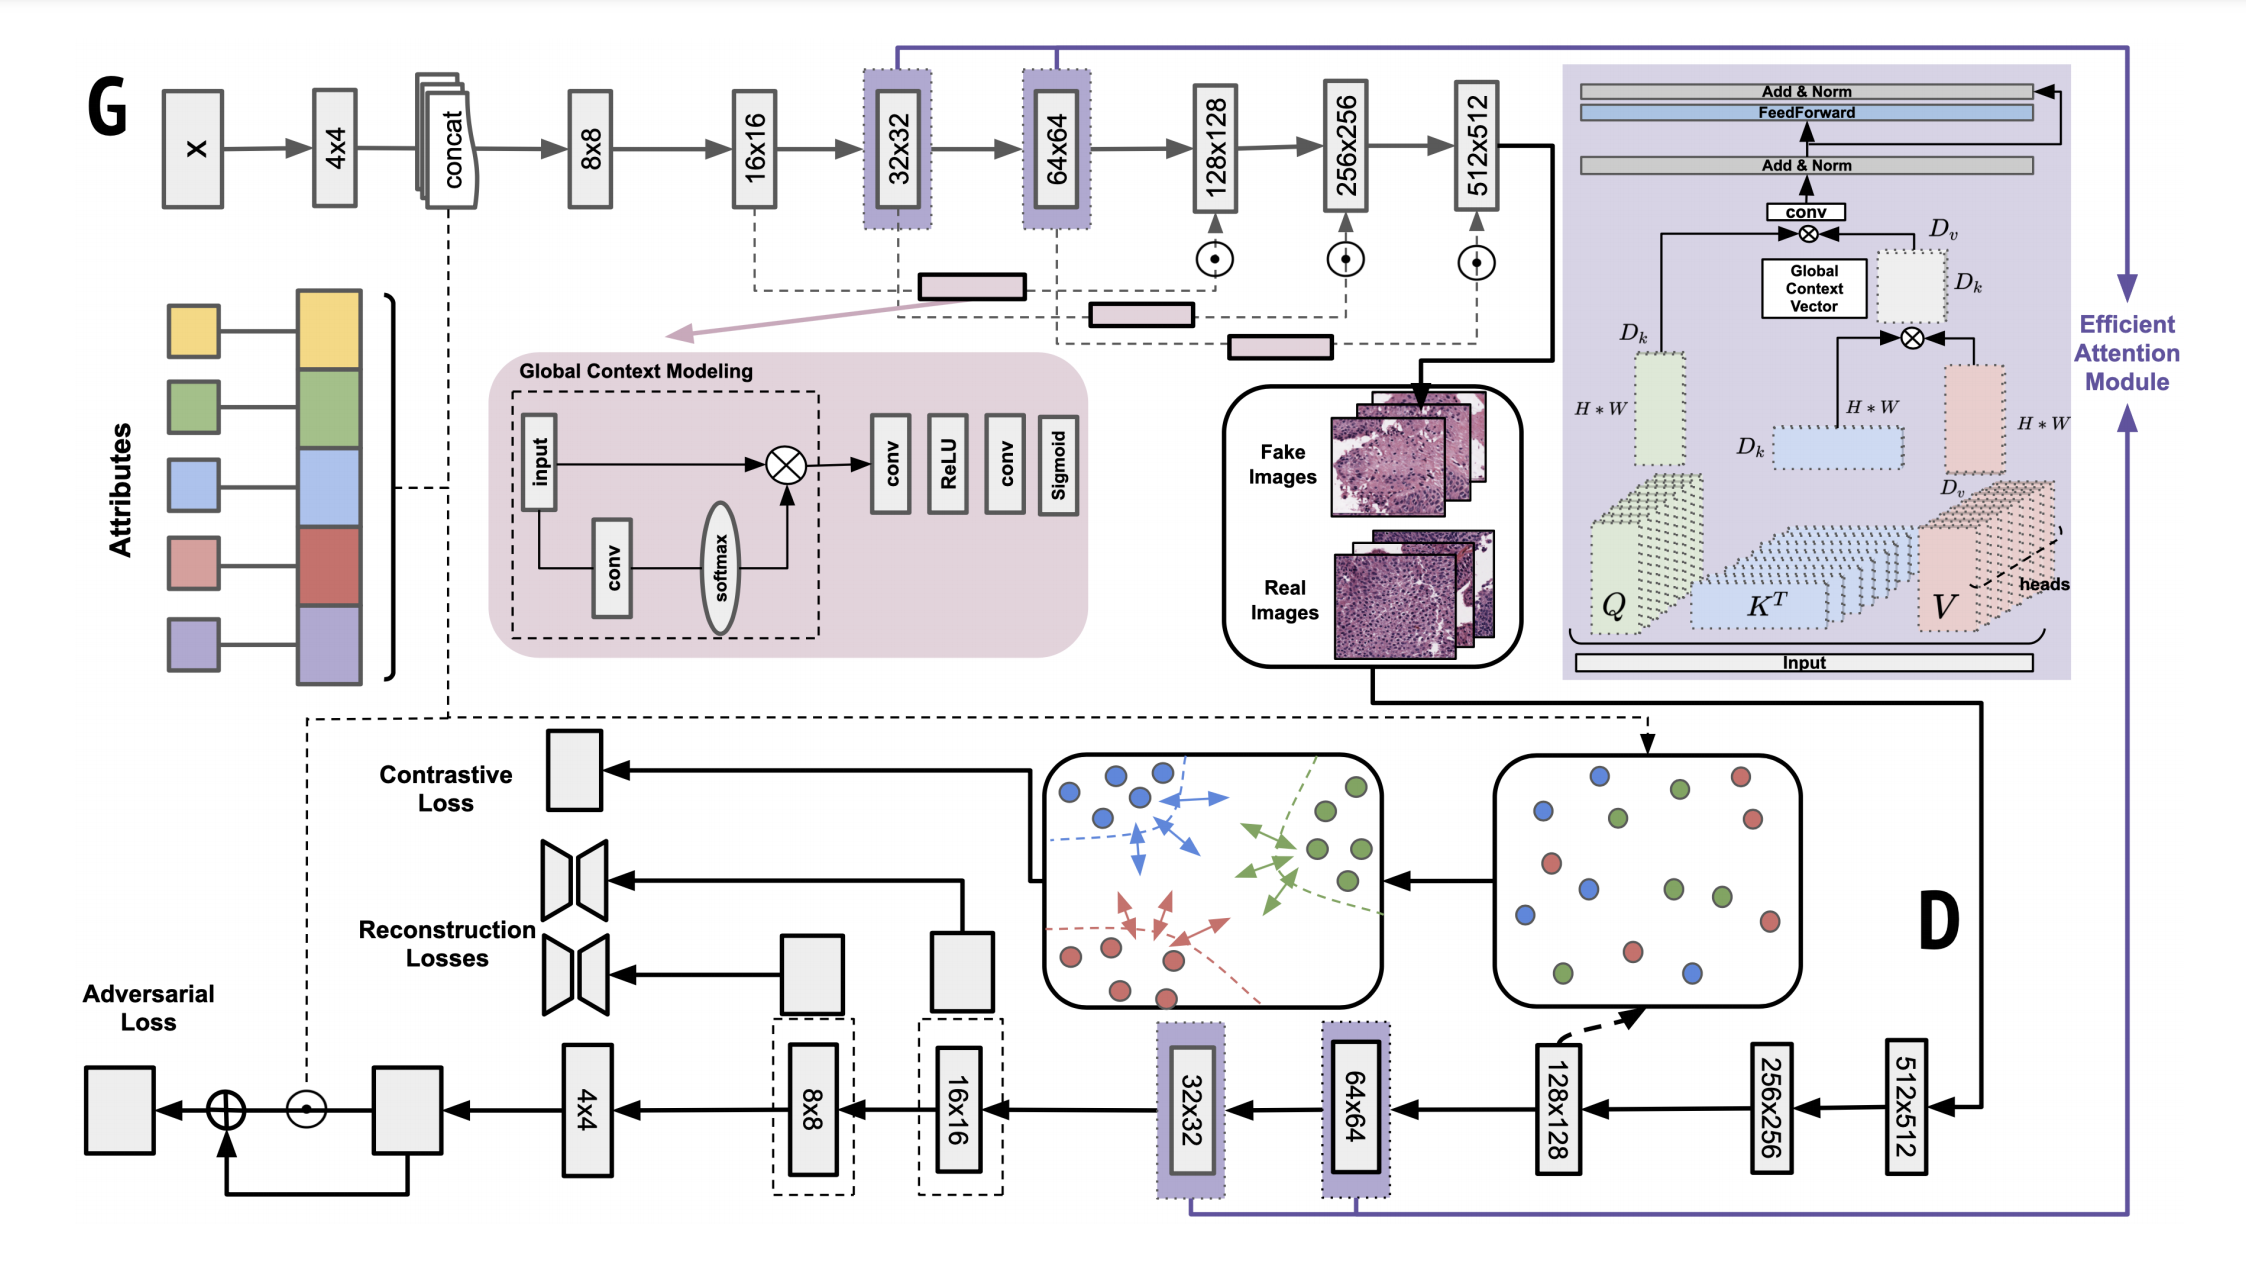 G
X
4x4
concat
8x8
16x16
32x32
64x64
128x128
256x256
512x512
Attributes
Global Context Modeling
input
conv
softmax
conv
ReLU
conv
Sigmoid
Fake
Images
Real
Images
Add & Norm
FeedForward
Add & Norm
conv
D_v
Global
Context
Vector
D_k
D_k
H * W
H * W
D_k
H * W
D_v
Q
K^T
V
heads
Input
Efficient
Attention
Module
Contrastive
Loss
Reconstruction
Losses
Adversarial
Loss
D
4x4
8x8
16x16
32x32
64x64
128x128
256x256
512x512